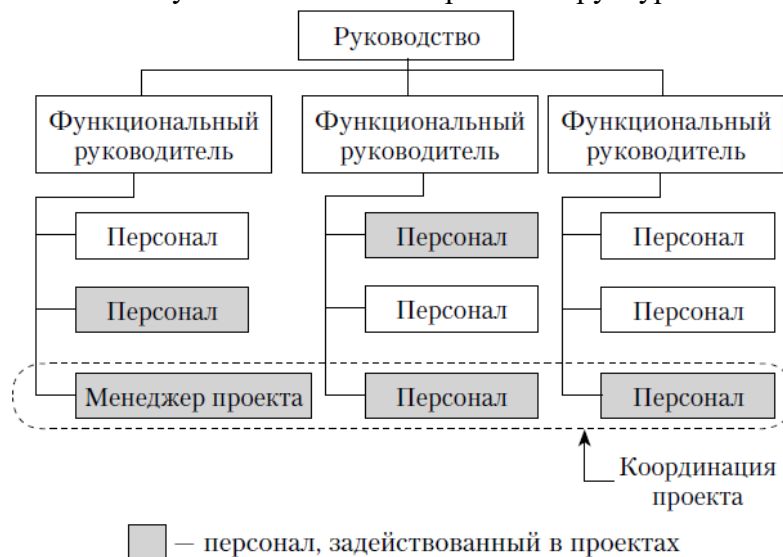 Руководство
Функциональный
руководитель
Функциональный
руководитель
Функциональный
руководитель
Персонал
Персонал
Персонал
Персонал
Персонал
Персонал
Менеджер проекта
Персонал
Персонал
Координация
проекта
— персонал, задействованный в проектах